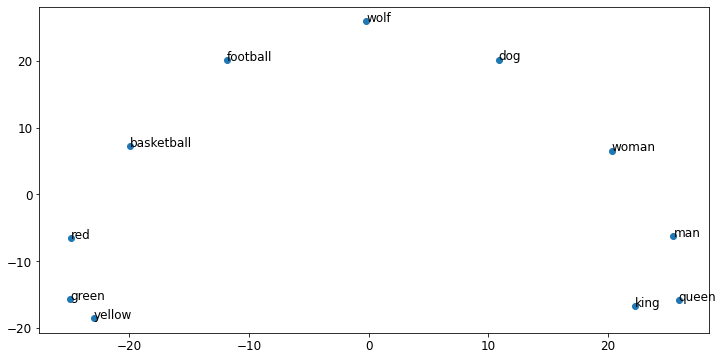 wolf
football
dog
20
10
basketball
woman
0
red
man
−10
green
queen
king
yellow
−20
−20
−10
0
10
20